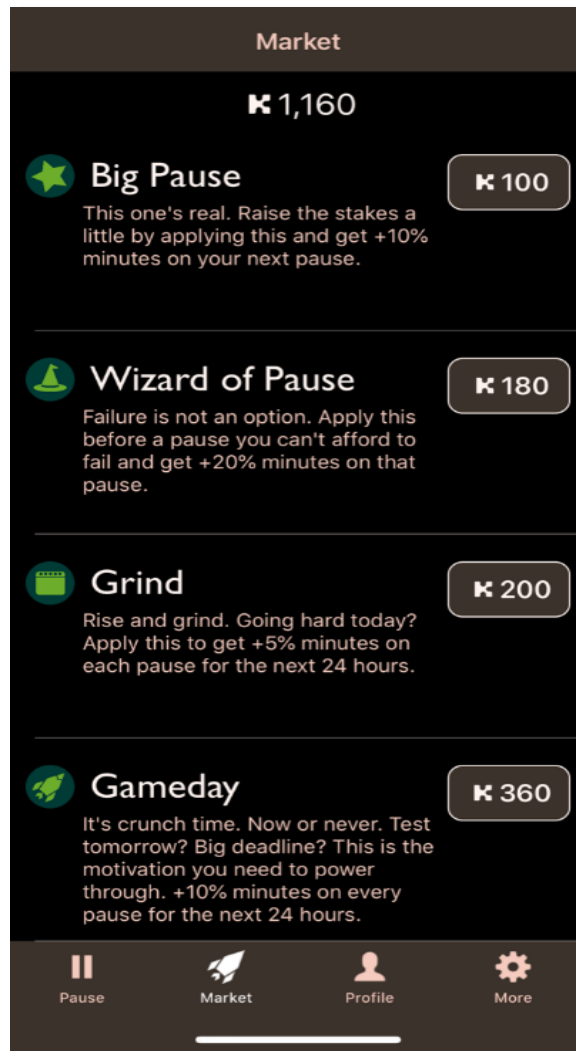 Market
K 1,160
Big Pause
K 100
This one's real. Raise the stakes a
little by applying this and get +10%
minutes on your next pause.
Wizard of Pause
K 180
Failure is not an option. Apply this
before a pause you can't afford to
fail and get +20% minutes on that
pause.
Grind
K 200
Rise and grind. Going hard today?
Apply this to get +5% minutes on
each pause for the next 24 hours.
Gameday
K 360
It's crunch time. Now or never. Test
tomorrow? Big deadline? This is the
motivation you need to power
through. +10% minutes on every
pause for the next 24 hours.
Pause
Market
Profile
More